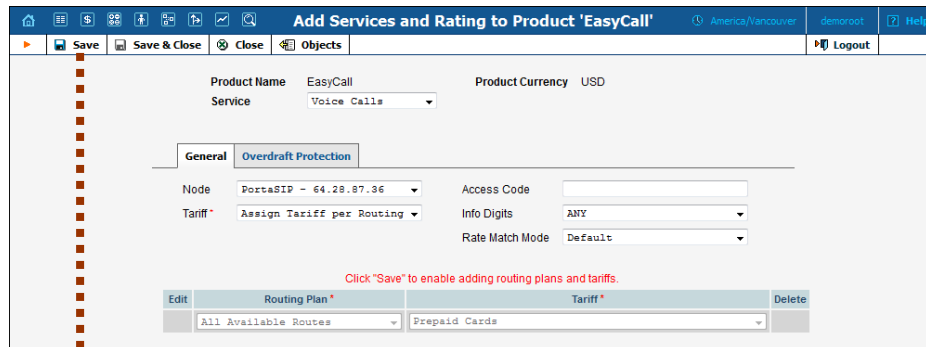 Add Services and Rating to Product 'EasyCall' America/Vancouver demoroot ? Help
Save Save & Close Close Objects Logout
Product Name EasyCall Product Currency USD
Service Voice Calls
General Overdraft Protection
Node PortaSIP - 64.28.87.36 Access Code
Tariff * Assign Tariff per Routing Info Digits ANY
Rate Match Mode Default
Click "Save" to enable adding routing plans and tariffs.
Edit Routing Plan * Tariff * Delete
All Available Routes Prepaid Cards